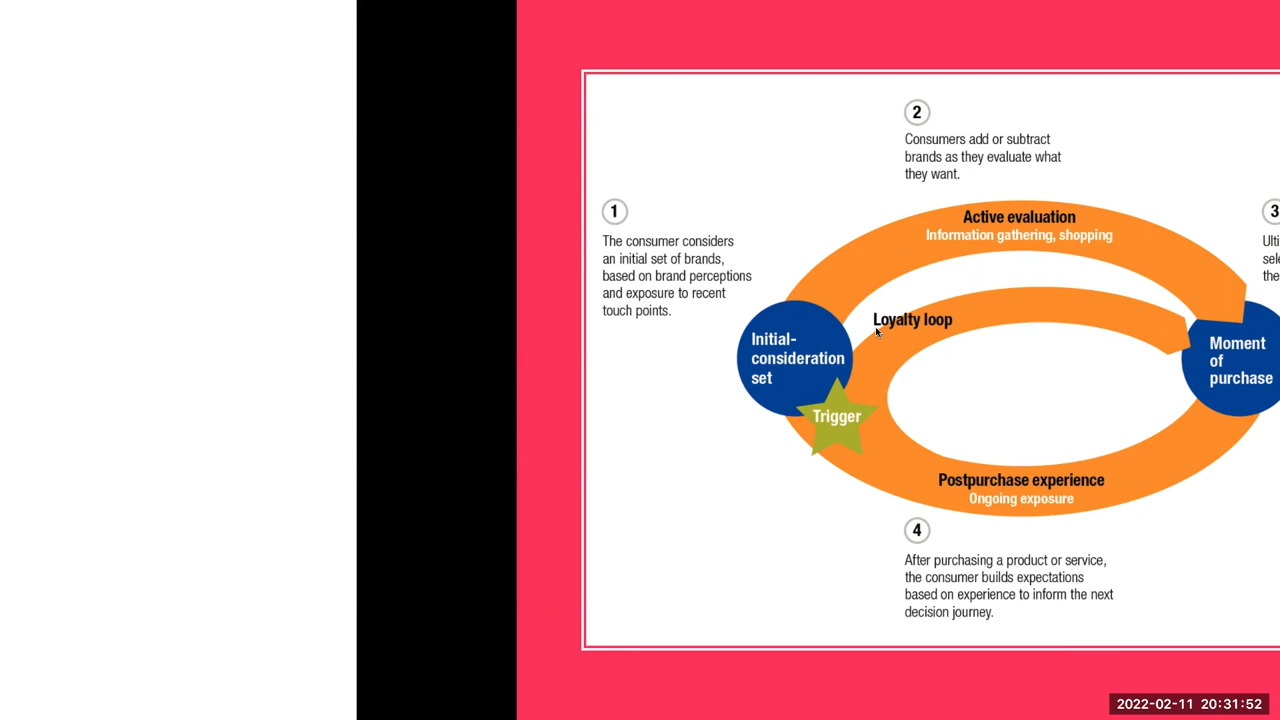 2
Consumers add or subtract
brands as they evaluate what
they want.
1
The consumer considers
an initial set of brands,
based on brand perceptions
and exposure to recent
touch points.
3
Active evaluation
Information gathering, shopping
Loyalty loop
Initial-
consideration
set
Trigger
Moment
of
purchase
Postpurchase experience
Ongoing exposure
4
After purchasing a product or service,
the consumer builds expectations
based on experience to inform the next
decision journey.
2022-02-11 20:31:52